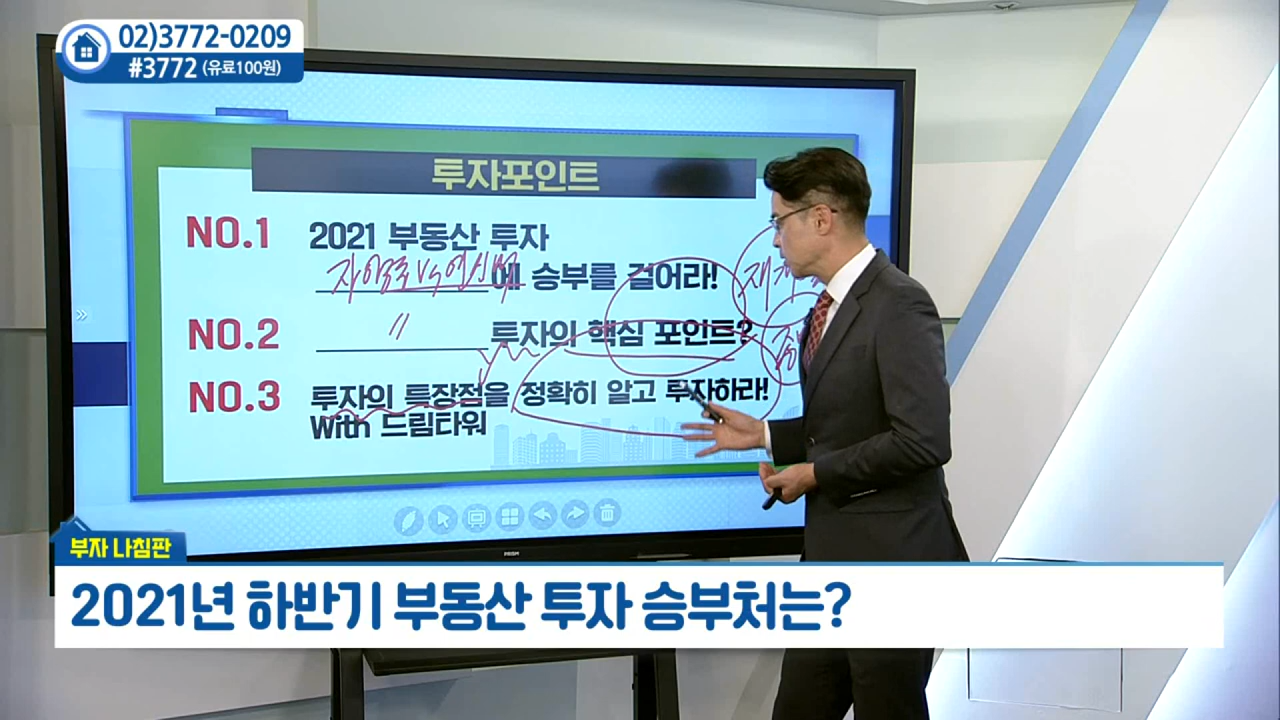 02)3772-0209
#3772 (유료100원)
투자포인트
NO.1 2021 부동산 투자
에 승부를 걸어라!
NO.2 〃 투자의 핵심 포인트?
NO.3 투자의 특장점을 정확히 알고 투자하라!
With 드림타워
PRISM
부자 나침판
2021년 하반기 부동산 투자 승부처는?